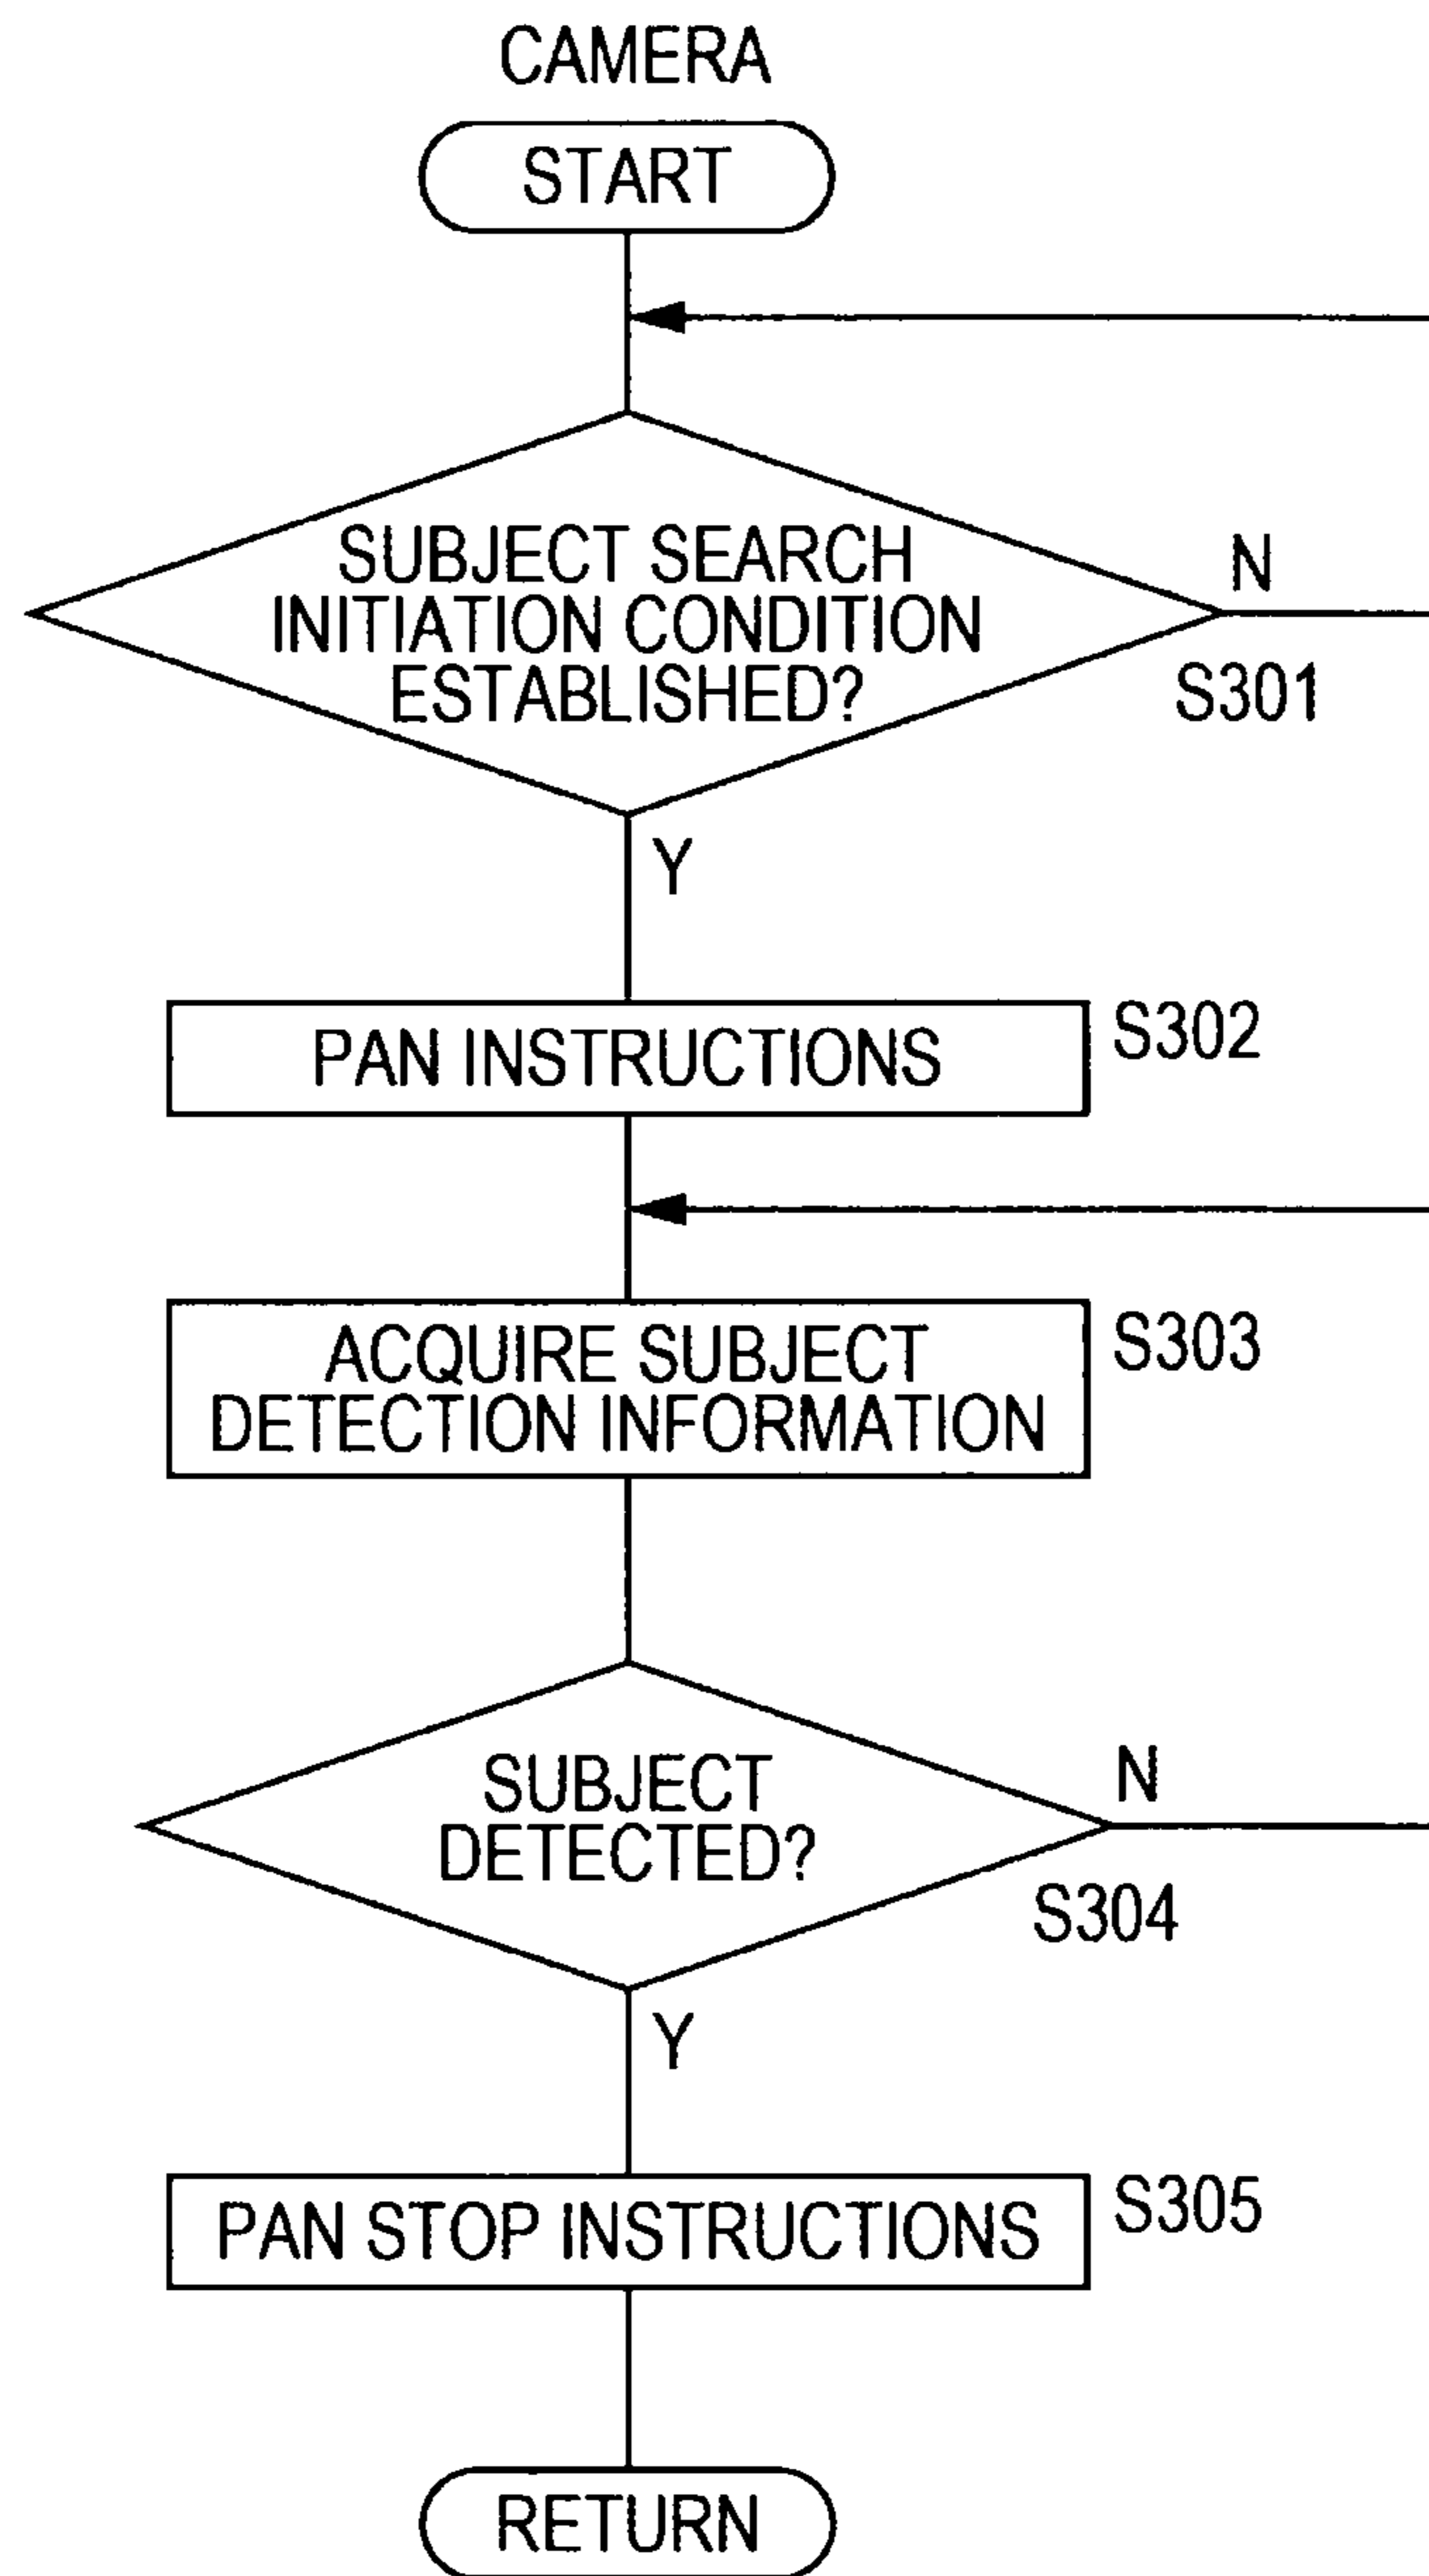 CAMERA
START
SUBJECT SEARCH
INITIATION CONDITION
ESTABLISHED?
N
S301
Y
PAN INSTRUCTIONS
S302
ACQUIRE SUBJECT
DETECTION INFORMATION
S303
SUBJECT
DETECTED?
N
S304
Y
PAN STOP INSTRUCTIONS
S305
RETURN